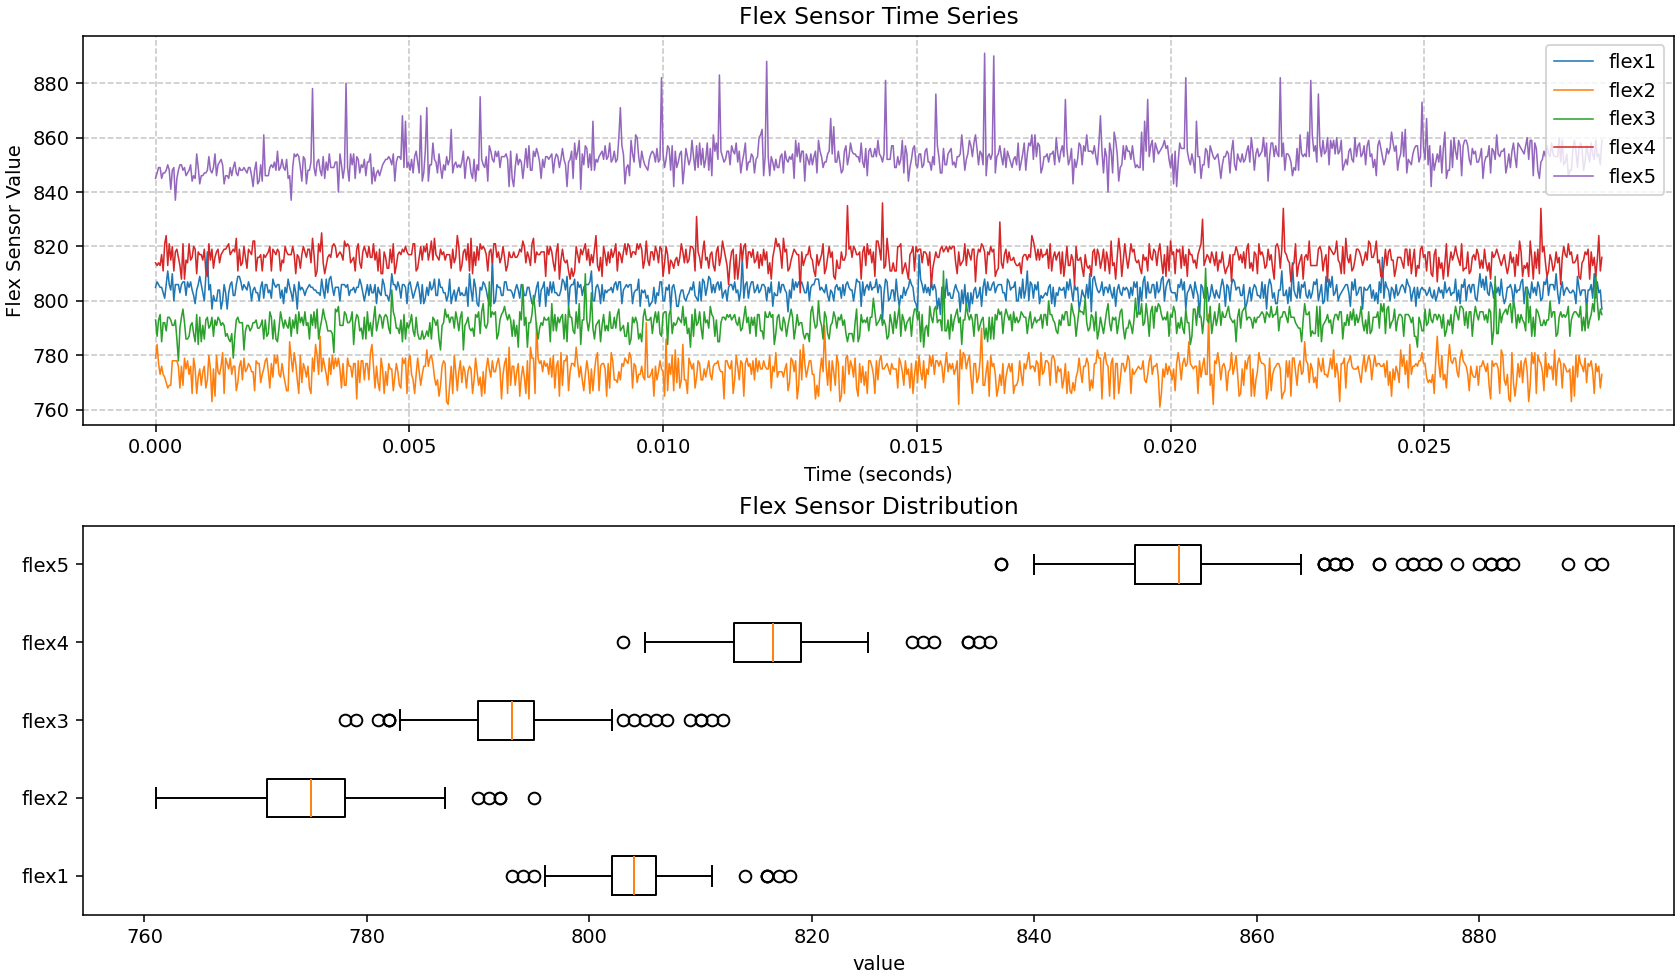 Flex Sensor Time Series
Flex Sensor Value
880
860
840
820
800
780
760
flex1
flex2
flex3
flex4
flex5
0.000 0.005 0.010 0.015 0.020 0.025
Time (seconds)
Flex Sensor Distribution
flex5
flex4
flex3
flex2
flex1
760 780 800 820 840 860 880
value